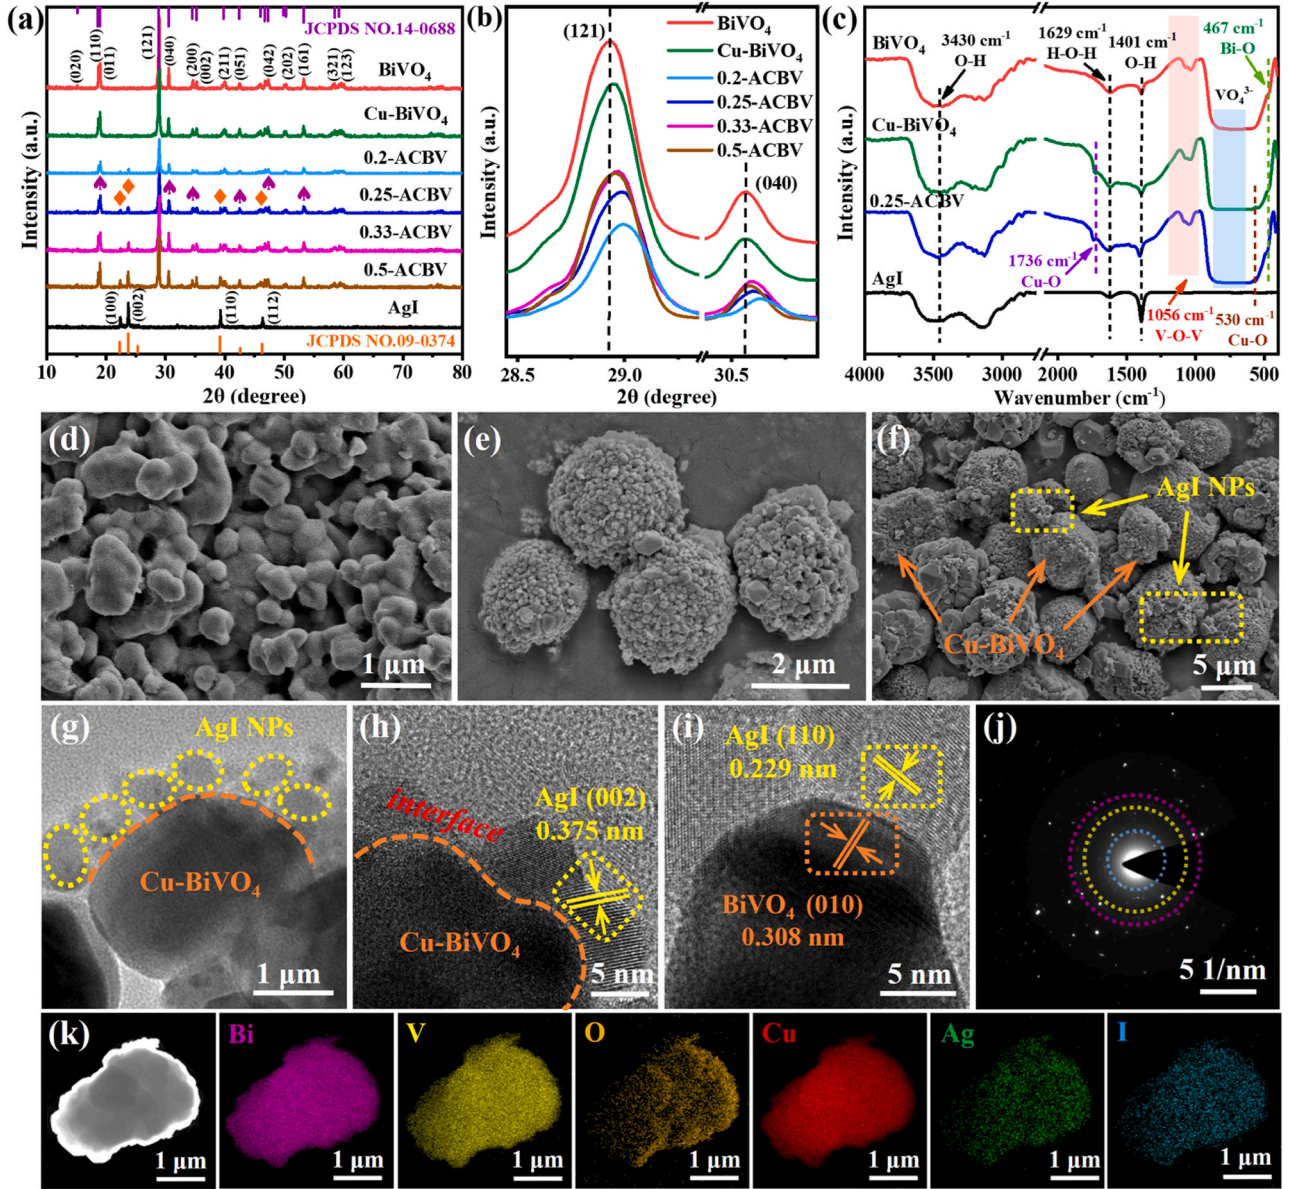 (a)
JCPDS NO.14-0688
(020)
(110)
(011)
(121)
(040)
(200)
(002)
(211)
(051)
(042)
(202)
(161)
(321)
(123)
BiVO₄
Cu-BiVO₄
0.2-ACBV
0.25-ACBV
0.33-ACBV
0.5-ACBV
(100)
(002)
(110)
(112)
AgI
JCPDS NO.09-0374
10 20 30 40 50 60 70 80
2θ (degree)
Intensity (a.u.)
(b)
(121)
BiVO₄
Cu-BiVO₄
0.2-ACBV
0.25-ACBV
0.33-ACBV
0.5-ACBV
(040)
28.5 29.0 30.5
2θ (degree)
Intensity (a.u.)
(c)
BiVO₄
3430 cm⁻¹
O-H
1629 cm⁻¹
H-O-H
1401 cm⁻¹
O-H
467 cm⁻¹
Bi-O
VO₄³⁻
Cu-BiVO₄
0.25-ACBV
1736 cm⁻¹
Cu-O
AgI
1056 cm⁻¹
V-O-V
530 cm⁻¹
Cu-O
4000 3500 3000 2000 1500 1000 500
Wavenumber (cm⁻¹)
Intensity (a.u.)
(d)
1 μm
(e)
2 μm
(f)
AgI NPs
Cu-BiVO₄
5 μm
(g)
AgI NPs
Cu-BiVO₄
1 μm
(h)
interface
AgI (002)
0.375 nm
Cu-BiVO₄
5 nm
(i)
AgI (110)
0.229 nm
BiVO₄ (010)
0.308 nm
5 nm
(j)
5 1/nm
(k)
1 μm
Bi
1 μm
V
1 μm
O
1 μm
Cu
1 μm
Ag
1 μm
I
1 μm